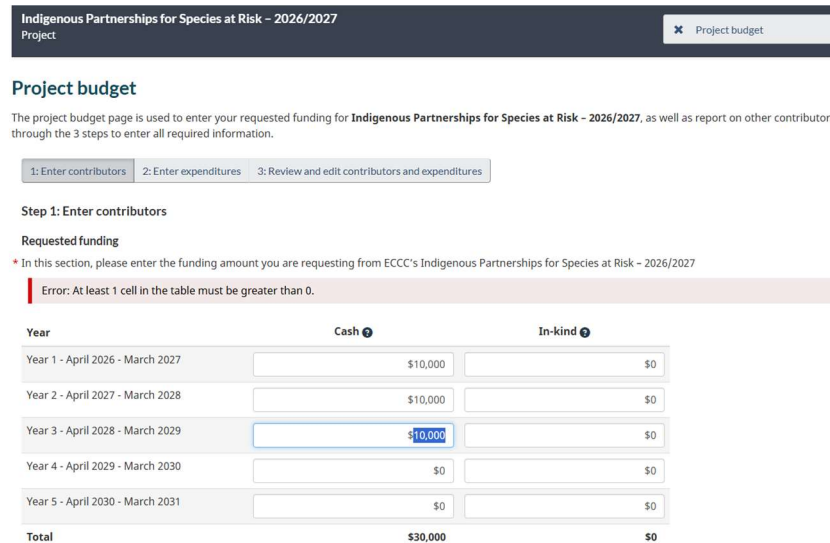 Indigenous Partnerships for Species at Risk – 2026/2027
Project
✖ Project budget
Project budget
The project budget page is used to enter your requested funding for Indigenous Partnerships for Species at Risk – 2026/2027, as well as report on other contributor
through the 3 steps to enter all required information.
1: Enter contributors 2: Enter expenditures 3: Review and edit contributors and expenditures
Step 1: Enter contributors
Requested funding
* In this section, please enter the funding amount you are requesting from ECCC's Indigenous Partnerships for Species at Risk – 2026/2027
Error: At least 1 cell in the table must be greater than 0.
Year Cash ? In-kind ?
Year 1 - April 2026 - March 2027 $10,000 $0
Year 2 - April 2027 - March 2028 $10,000 $0
Year 3 - April 2028 - March 2029 $10,000 $0
Year 4 - April 2029 - March 2030 $0 $0
Year 5 - April 2030 - March 2031 $0 $0
Total $30,000 $0